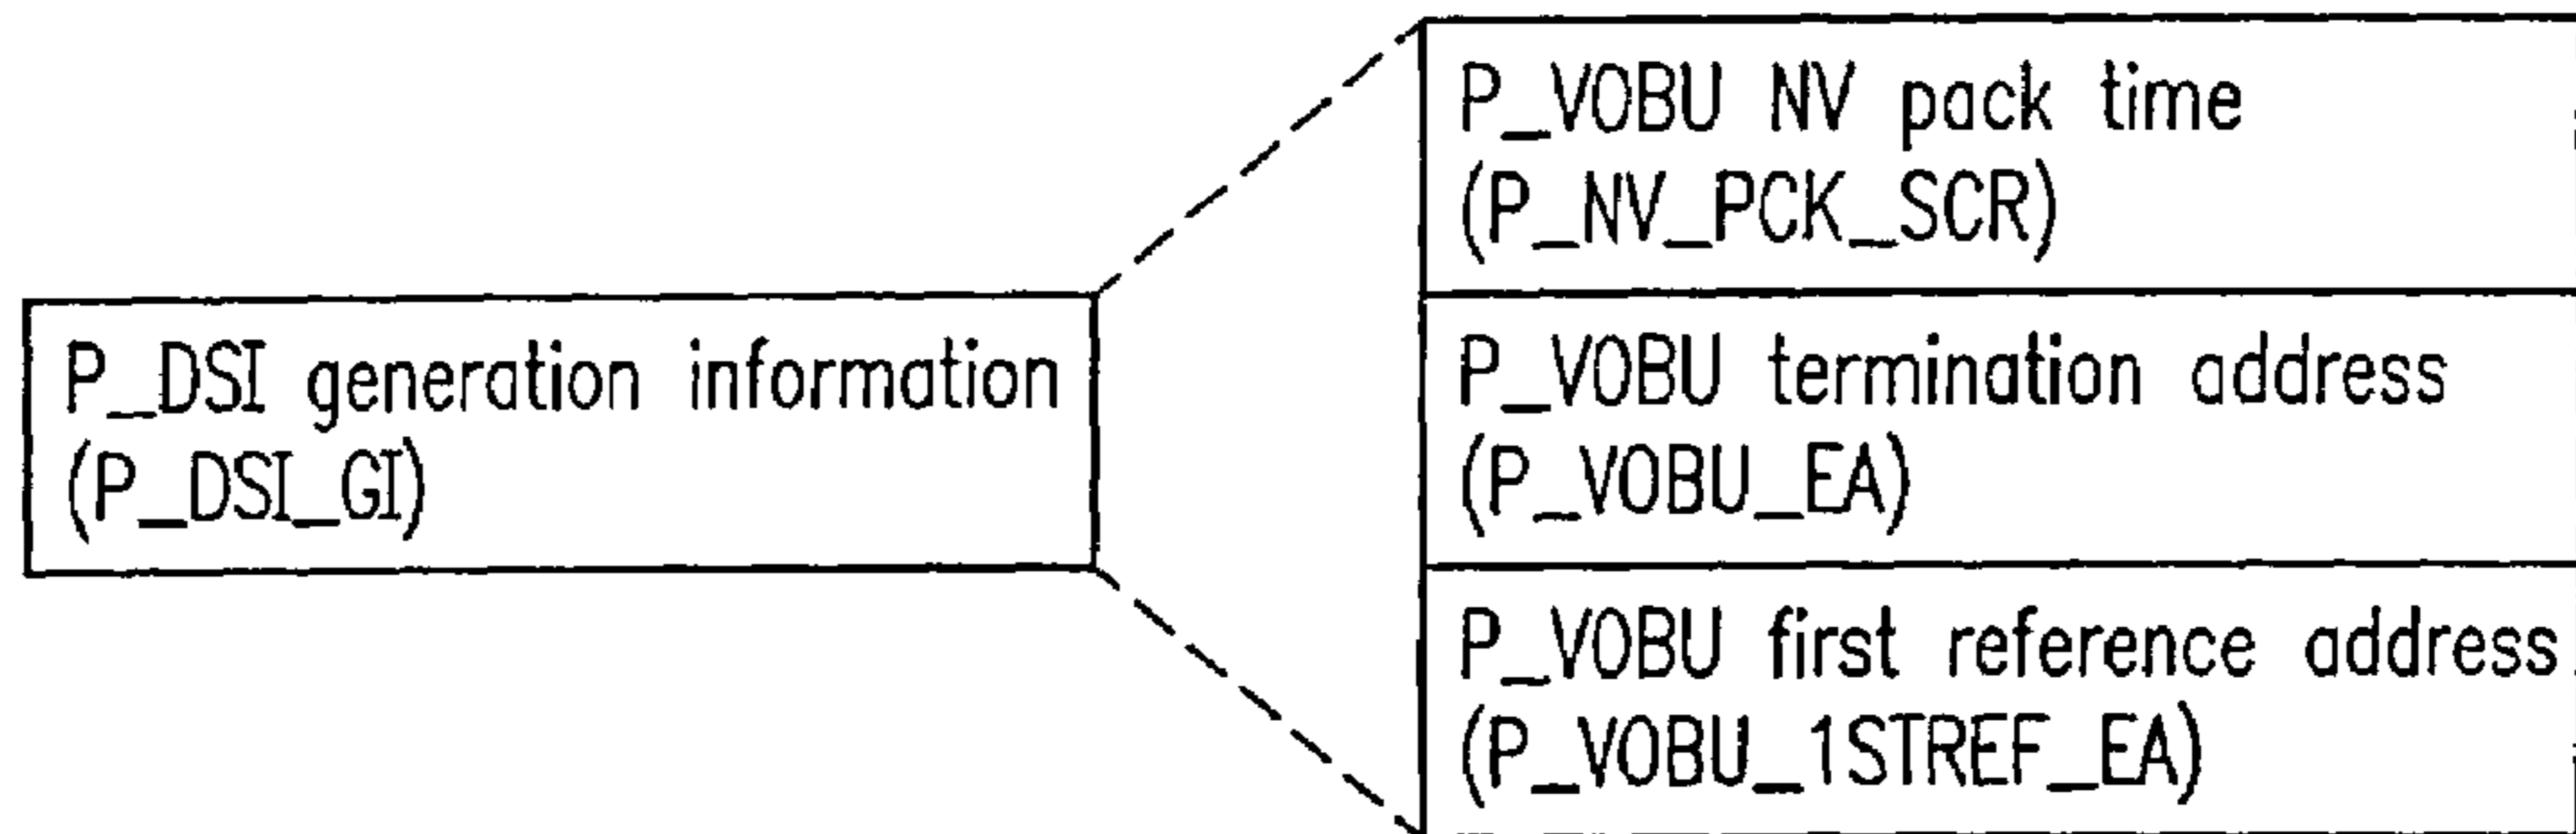 P_VOBU NV pack time
(P_NV_PCK_SCR)
P_DSI generation information
(P_DSI_GI)
P_VOBU termination address
(P_VOBU_EA)
P_VOBU first reference address
(P_VOBU_1STREF_EA)